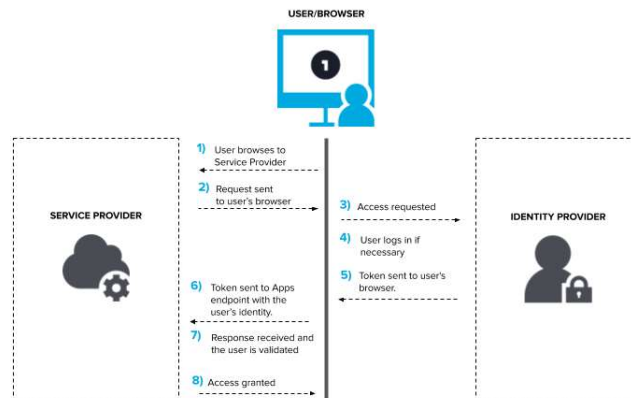 USER/BROWSER
1
1) User browses to
Service Provider
2) Request sent
to user's browser
3) Access requested
SERVICE PROVIDER
IDENTITY PROVIDER
4) User logs in if
necessary
5) Token sent to user's
browser.
6) Token sent to Apps
endpoint with the
user's identity.
7) Response received and
the user is validated
8) Access granted